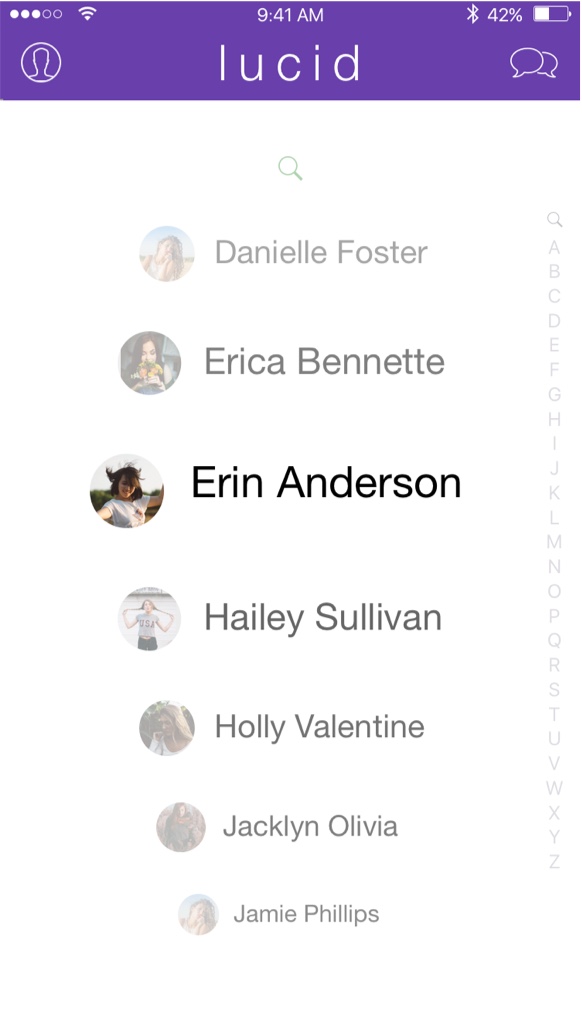 9:41 AM 42%
lucid
Danielle Foster
Erica Bennette
Erin Anderson
Hailey Sullivan
USA
Holly Valentine
Jacklyn Olivia
Jamie Phillips
A
B
C
D
E
F
G
H
I
J
K
L
M
N
O
P
Q
R
S
T
U
V
W
X
Y
Z